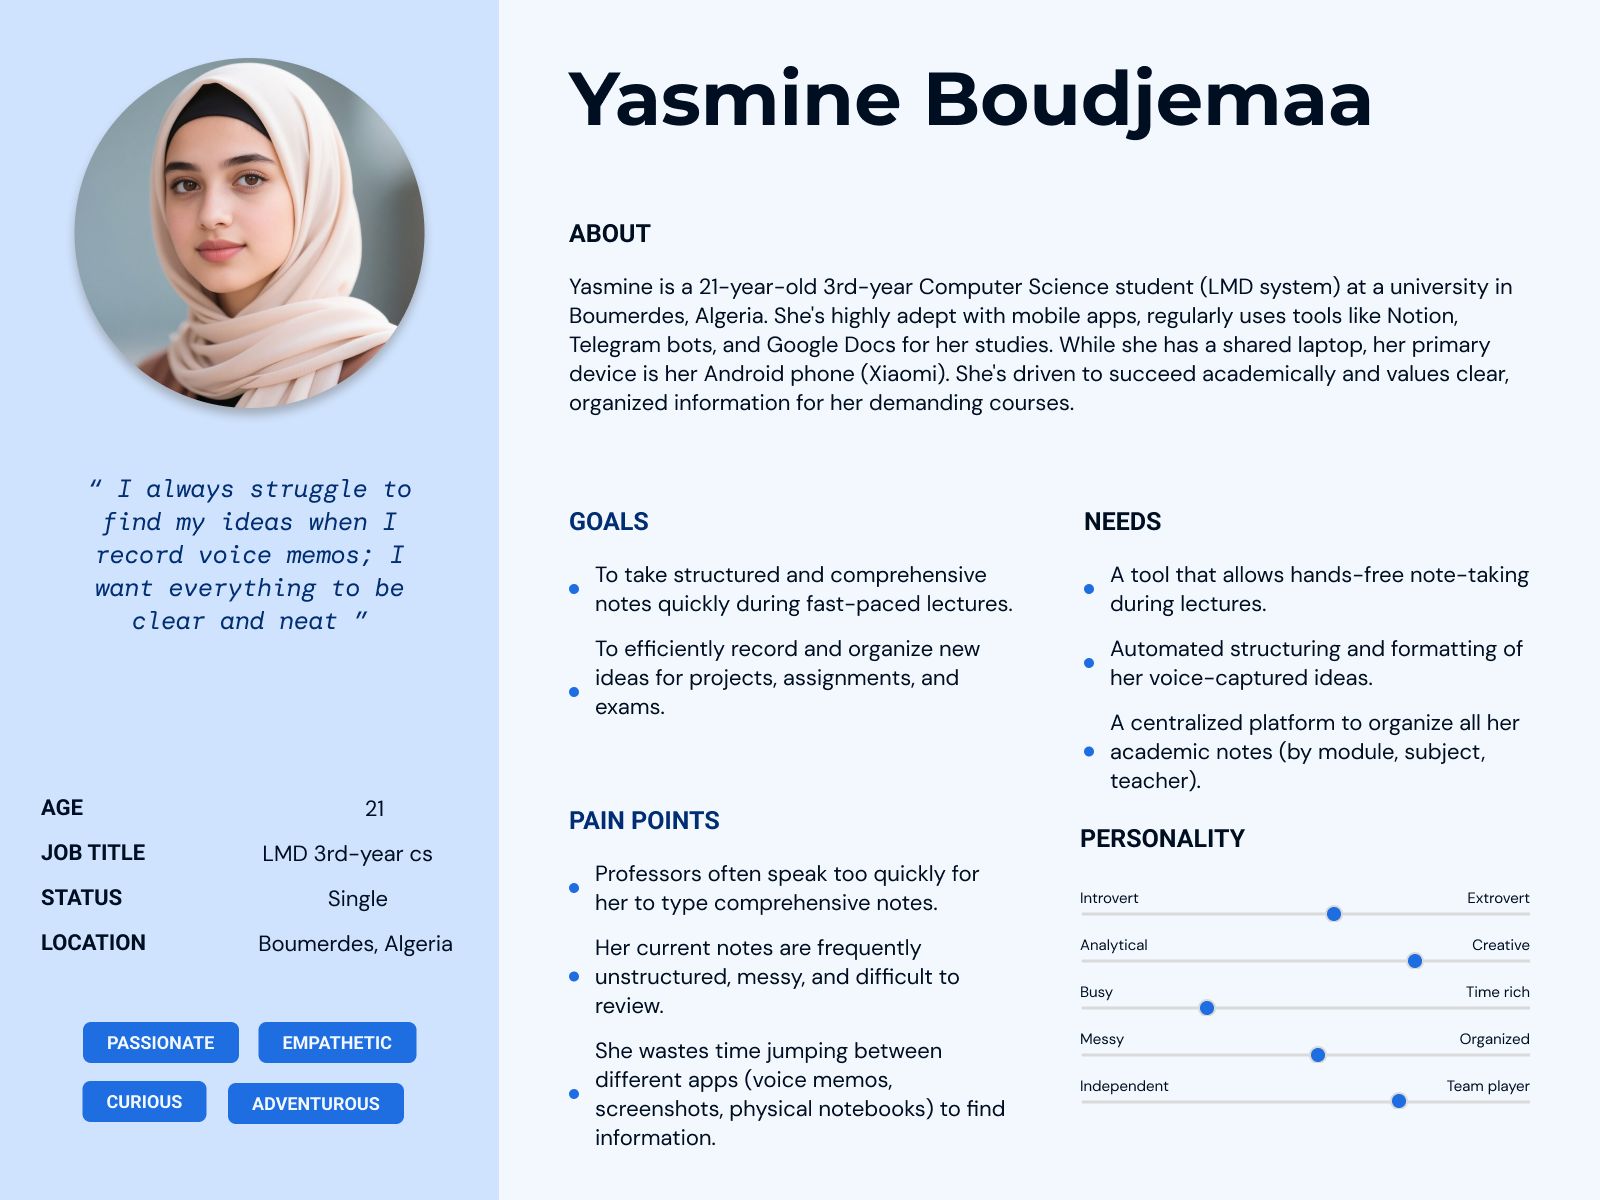 Yasmine Boudjemaa
“ I always struggle to
find my ideas when I
record voice memos; I
want everything to be
clear and neat ”
AGE 21
JOB TITLE LMD 3rd-year cs
STATUS Single
LOCATION Boumerdes, Algeria
PASSIONATE EMPATHETIC
CURIOUS ADVENTUROUS
ABOUT
Yasmine is a 21-year-old 3rd-year Computer Science student (LMD system) at a university in
Boumerdes, Algeria. She's highly adept with mobile apps, regularly uses tools like Notion,
Telegram bots, and Google Docs for her studies. While she has a shared laptop, her primary
device is her Android phone (Xiaomi). She's driven to succeed academically and values clear,
organized information for her demanding courses.
GOALS
To take structured and comprehensive
notes quickly during fast-paced lectures.
To efficiently record and organize new
ideas for projects, assignments, and
exams.
PAIN POINTS
Professors often speak too quickly for
her to type comprehensive notes.
Her current notes are frequently
unstructured, messy, and difficult to
review.
She wastes time jumping between
different apps (voice memos,
screenshots, physical notebooks) to find
information.
NEEDS
A tool that allows hands-free note-taking
during lectures.
Automated structuring and formatting of
her voice-captured ideas.
A centralized platform to organize all her
academic notes (by module, subject,
teacher).
PERSONALITY
Introvert Extrovert
Analytical Creative
Busy Time rich
Messy Organized
Independent Team player